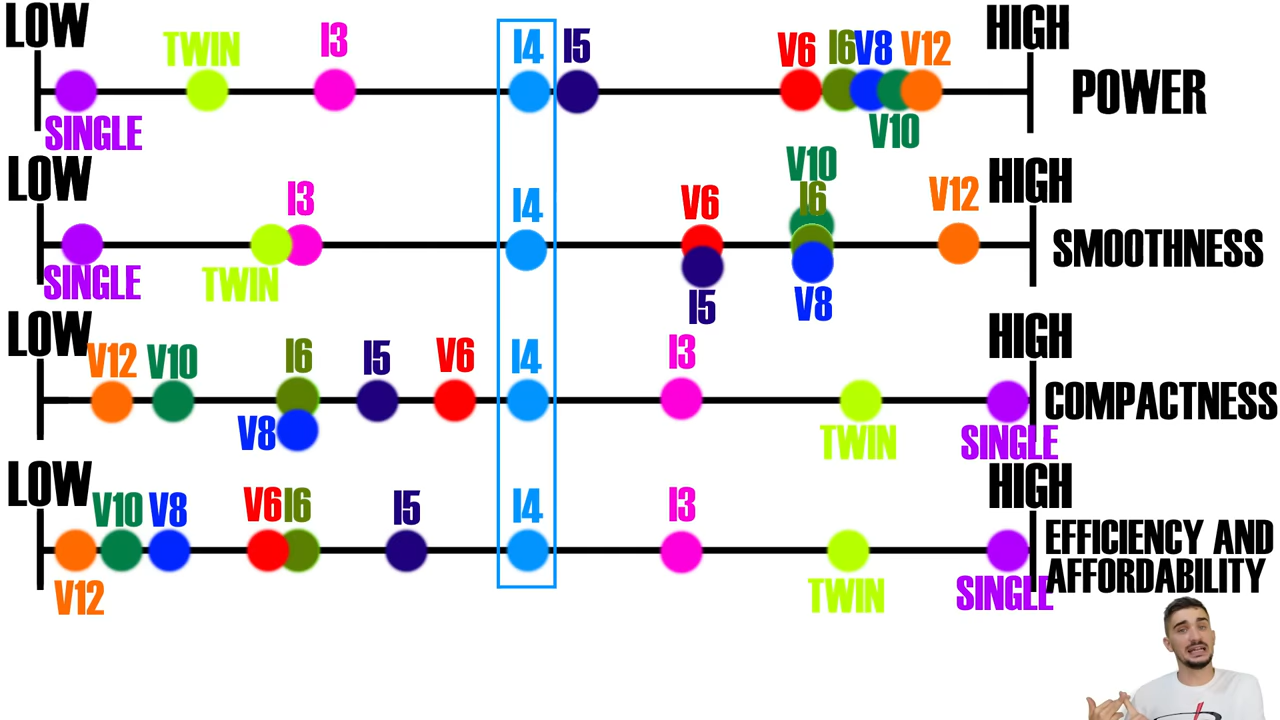 LOW
TWIN
I3
I4
I5
V6
I6
V8
V12
HIGH
POWER
SINGLE
V10
LOW
I3
I4
V6
V10
I6
V12
HIGH
SMOOTHNESS
SINGLE
TWIN
I5
V8
LOW
V12
V10
I6
I5
V6
I4
I3
HIGH
COMPACTNESS
V8
TWIN
SINGLE
LOW
V10
V8
V6
I6
I5
I4
I3
HIGH
EFFICIENCY AND
AFFORDABILITY
V12
TWIN
SINGLE